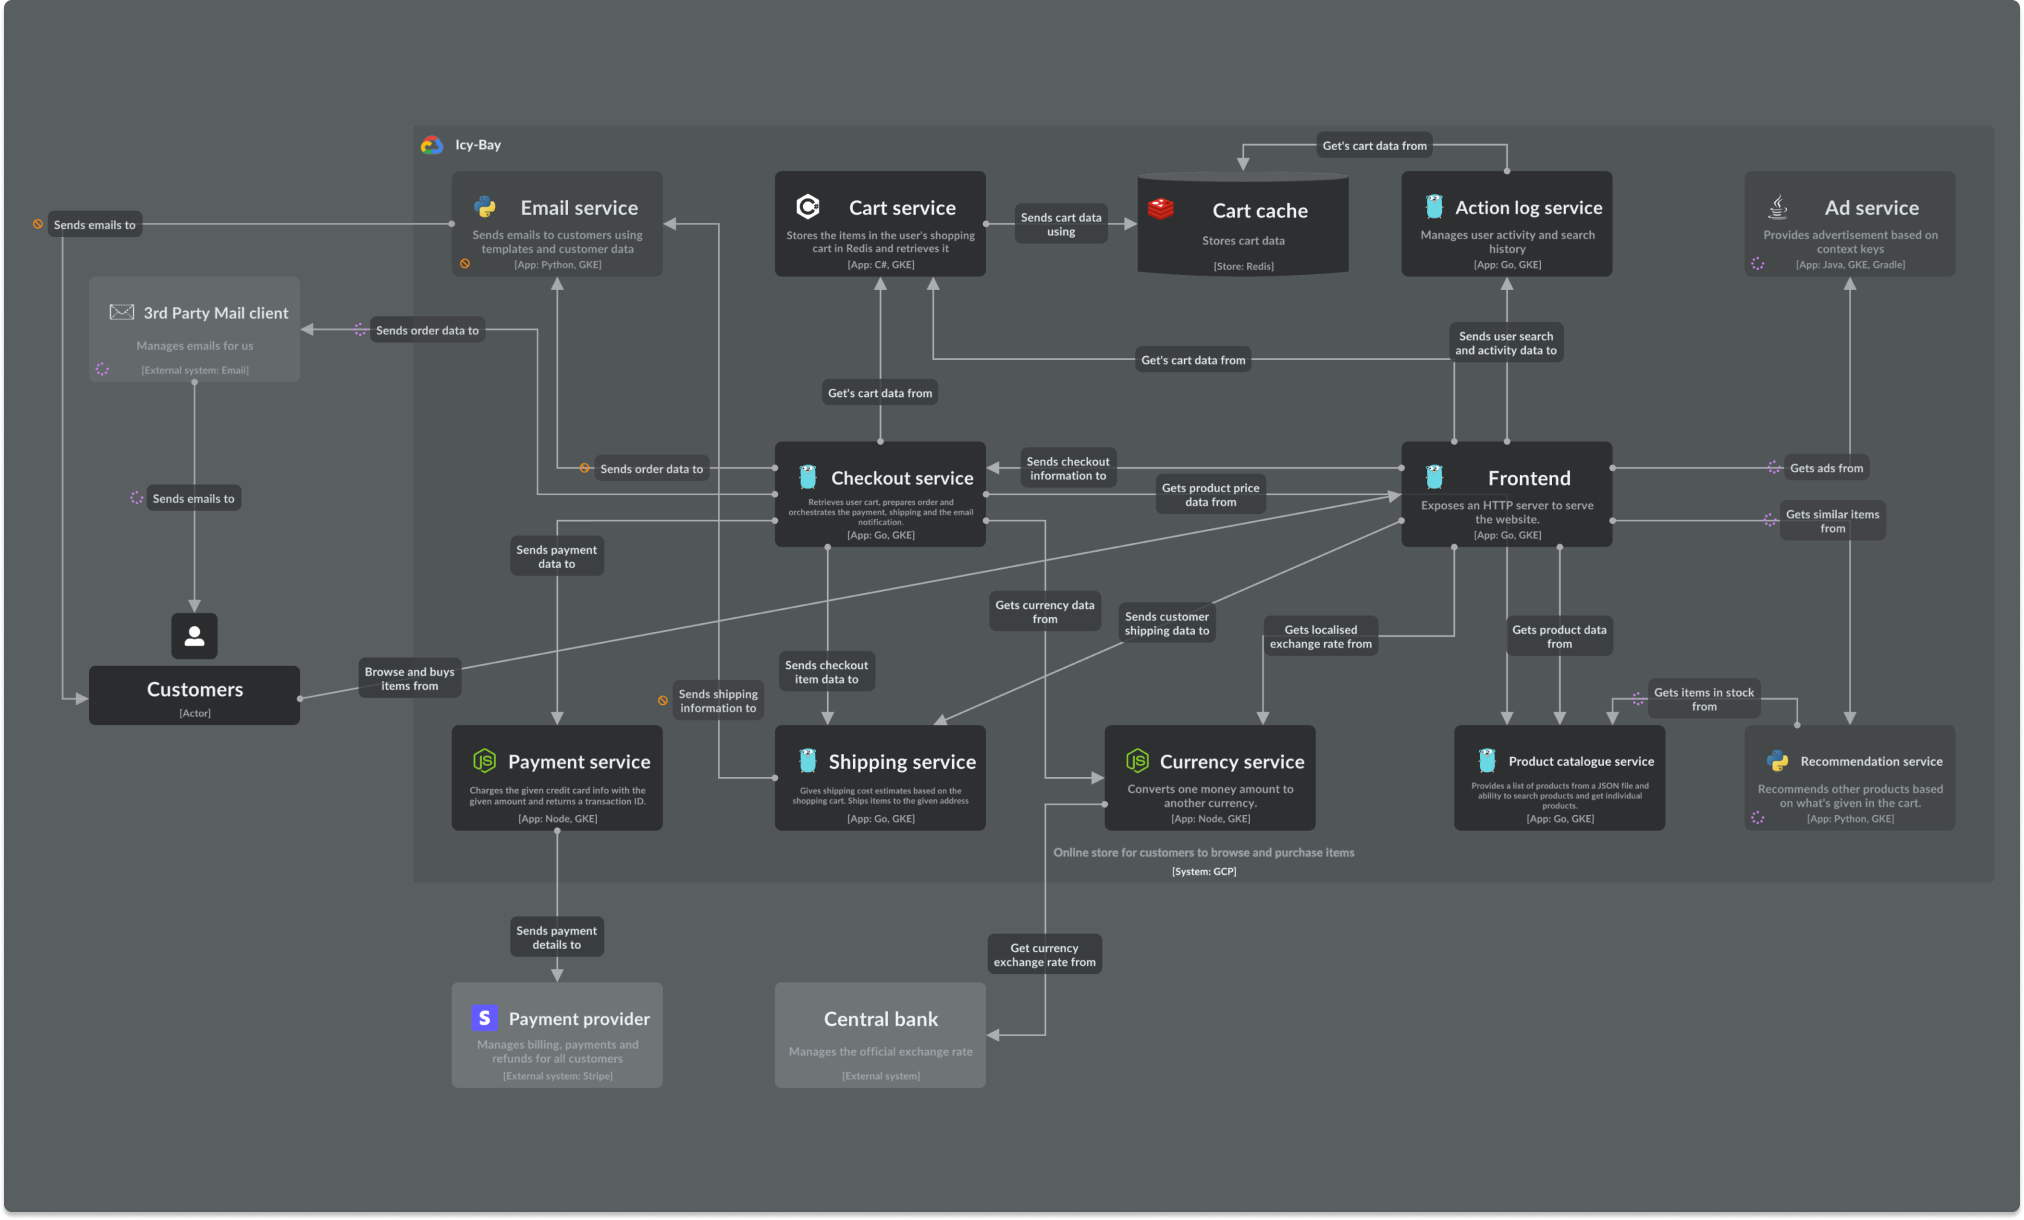 Icy-Bay
Get's cart data from
Email service
Sends emails to customers using
templates and customer data
[App: Python, GKE]
Cart service
Stores the items in the user's shopping
cart in Redis and retrieves it
[App: C#, GKE]
Sends cart data
using
Cart cache
Stores cart data
[Store: Redis]
Action log service
Manages user activity and search
history
[App: Go, GKE]
Ad service
Provides advertisement based on
context keys
[App: Java, GKE, Gradle]
Sends emails to
3rd Party Mail client
Manages emails for us
[External system: Email]
Sends order data to
Sends user search
and activity data to
Get's cart data from
Get's cart data from
Sends order data to
Checkout service
Retrieves user cart, prepares order and
orchestrates the payment, shipping and the email
notification.
[App: Go, GKE]
Sends checkout
information to
Gets product price
data from
Frontend
Exposes an HTTP server to serve
the website.
[App: Go, GKE]
Gets ads from
Gets similar items
from
Sends emails to
Sends payment
data to
Gets currency data
from
Sends customer
shipping data to
Gets localised
exchange rate from
Gets product data
from
Customers
[Actor]
Browse and buys
items from
Sends shipping
information to
Sends checkout
item data to
Gets items in stock
from
Payment service
Charges the given credit card info with the
given amount and returns a transaction ID.
[App: Node, GKE]
Shipping service
Gives shipping cost estimates based on the
shopping cart. Ships items to the given address
[App: Go, GKE]
Currency service
Converts one money amount to
another currency.
[App: Node, GKE]
Product catalogue service
Provides a list of products from a JSON file and
ability to search products and get individual
products.
[App: Go, GKE]
Recommendation service
Recommends other products based
on what's given in the cart.
[App: Python, GKE]
Online store for customers to browse and purchase items
[System: GCP]
Sends payment
details to
Get currency
exchange rate from
Payment provider
Manages billing, payments and
refunds for all customers
[External system: Stripe]
Central bank
Manages the official exchange rate
[External system]